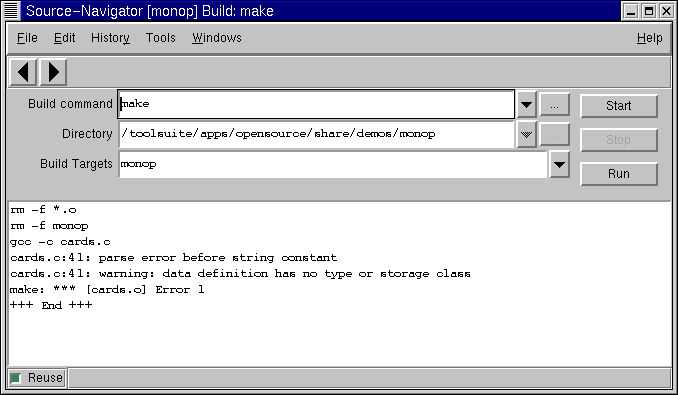 Source-Navigator [monop] Build: make
File Edit History Tools Windows Help
Build command make ... Start
Directory /toolsuite/apps/opensource/share/demos/monop ... Stop
Build Targets monop Run
rm -f *.o
rm -f monop
gcc -c cards.c
cards.c:41: parse error before string constant
cards.c:41: warning: data definition has no type or storage class
make: *** [cards.o] Error 1
+++ End +++
Reuse